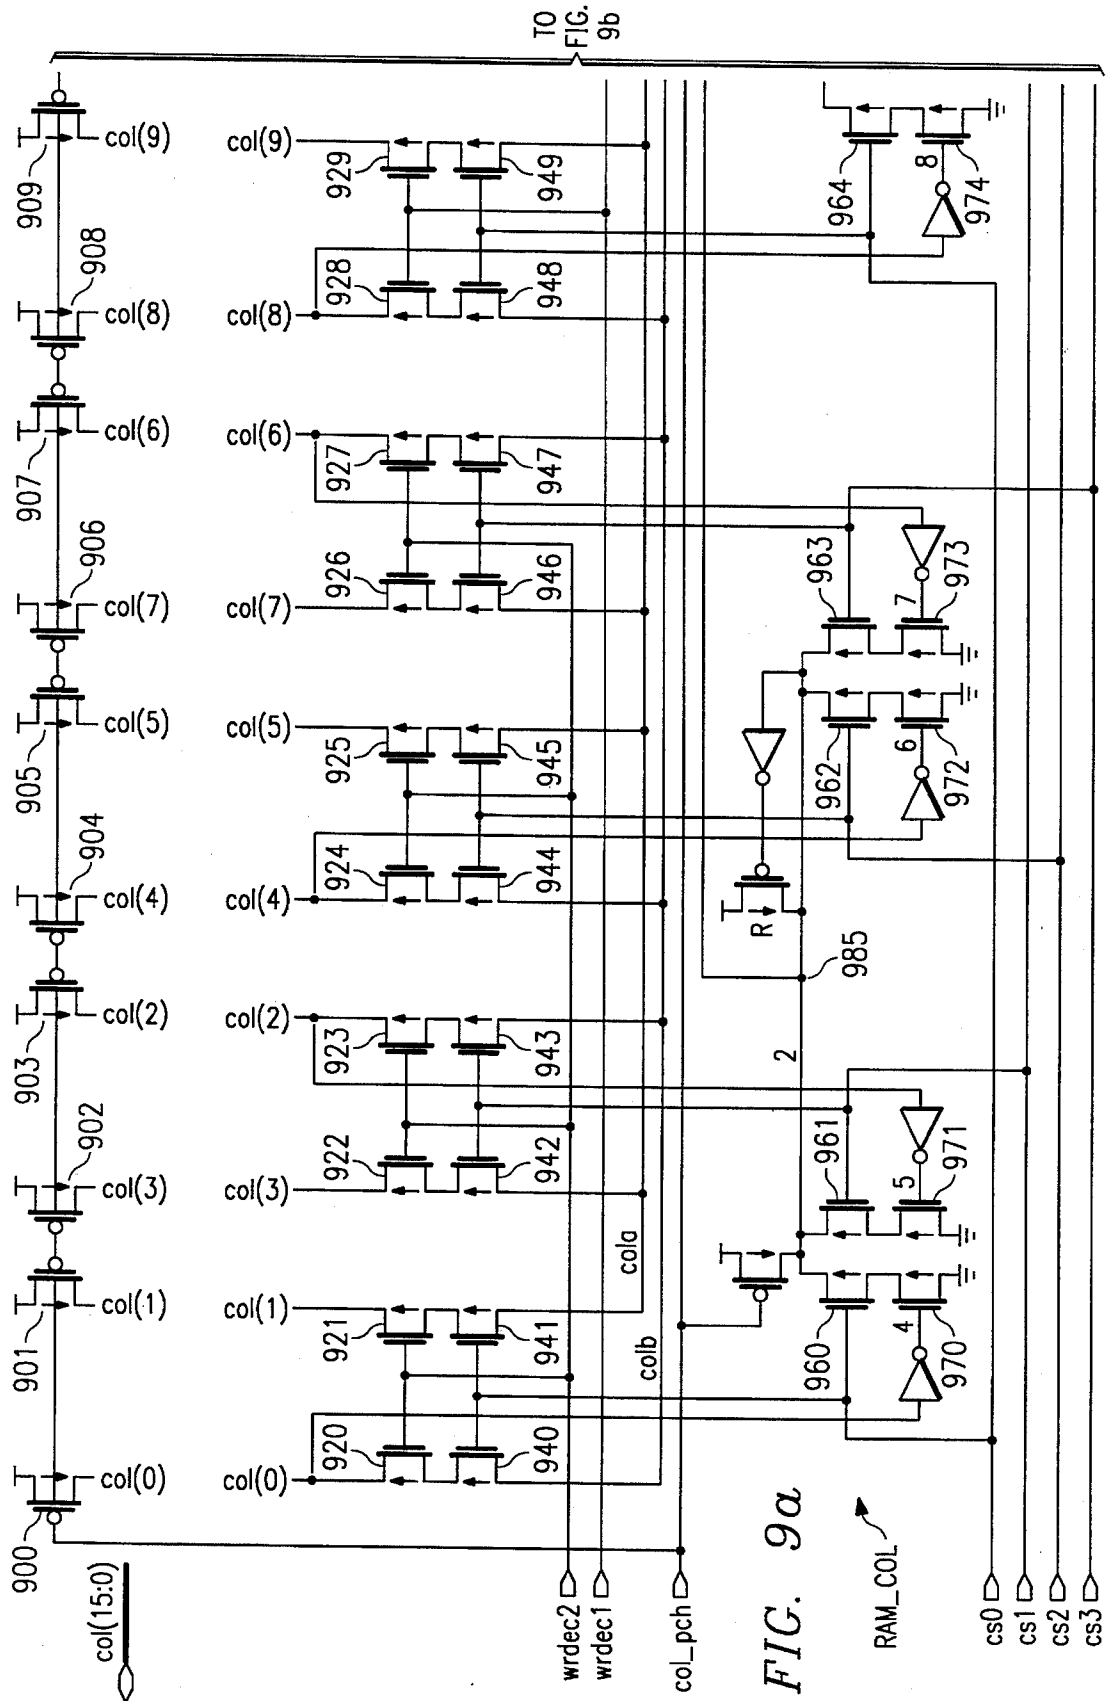 TO
FIG.
9b
col(15:0)
900
901
902
903
904
905
906
907
908
909
col(0)
col(1)
col(3)
col(2)
col(4)
col(5)
col(7)
col(6)
col(8)
col(9)
col(0)
col(1)
col(3)
col(2)
col(4)
col(5)
col(7)
col(6)
col(8)
col(9)
920
921
922
923
924
925
926
927
928
929
940
941
942
943
944
945
946
947
948
949
wrdec2
wrdec1
cola
colb
col_pch
R
2
985
960
961
962
963
964
4
5
6
7
8
970
971
972
973
974
cs0
cs1
cs2
cs3
RAM_COL
FIG. 9a